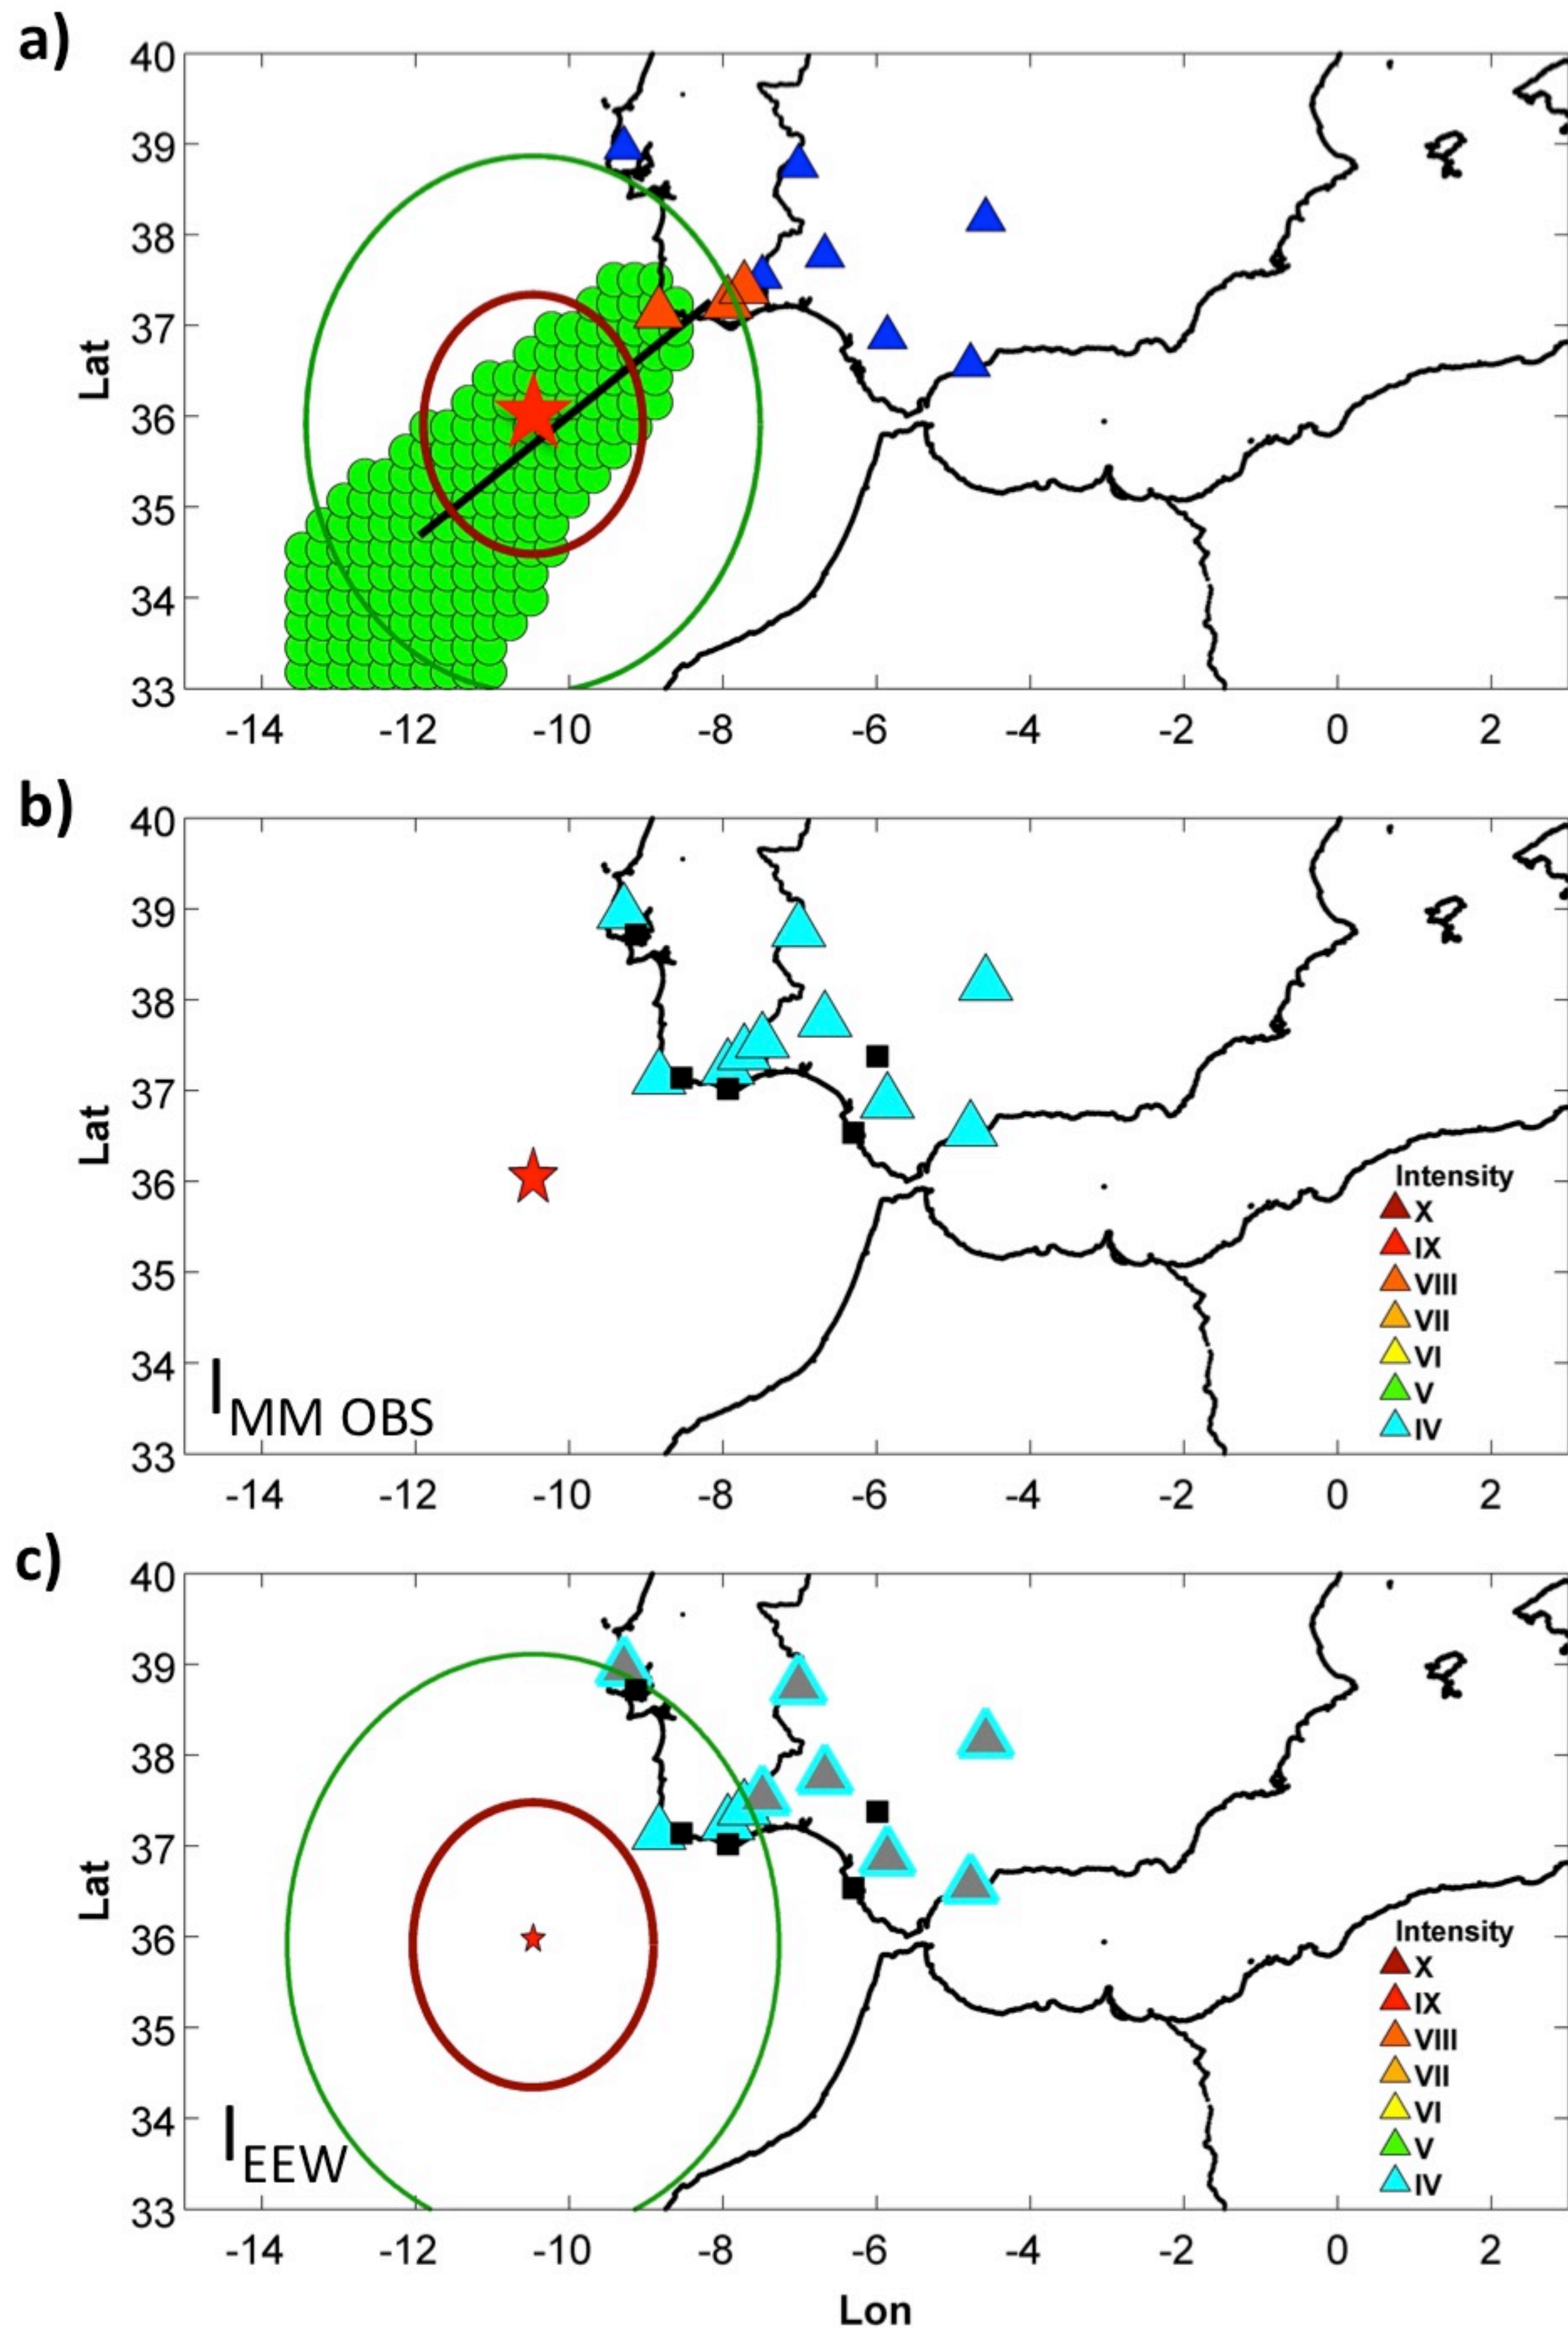 a)
40
39
38
37
36
35
34
33
Lat
-14 -12 -10 -8 -6 -4 -2 0 2
b)
40
39
38
37
36
35
34
33
Lat
Intensity
X
IX
VIII
VII
VI
V
IV
I MM OBS
-14 -12 -10 -8 -6 -4 -2 0 2
c)
40
39
38
37
36
35
34
33
Lat
Intensity
X
IX
VIII
VII
VI
V
IV
I EEW
-14 -12 -10 -8 -6 -4 -2 0 2
Lon